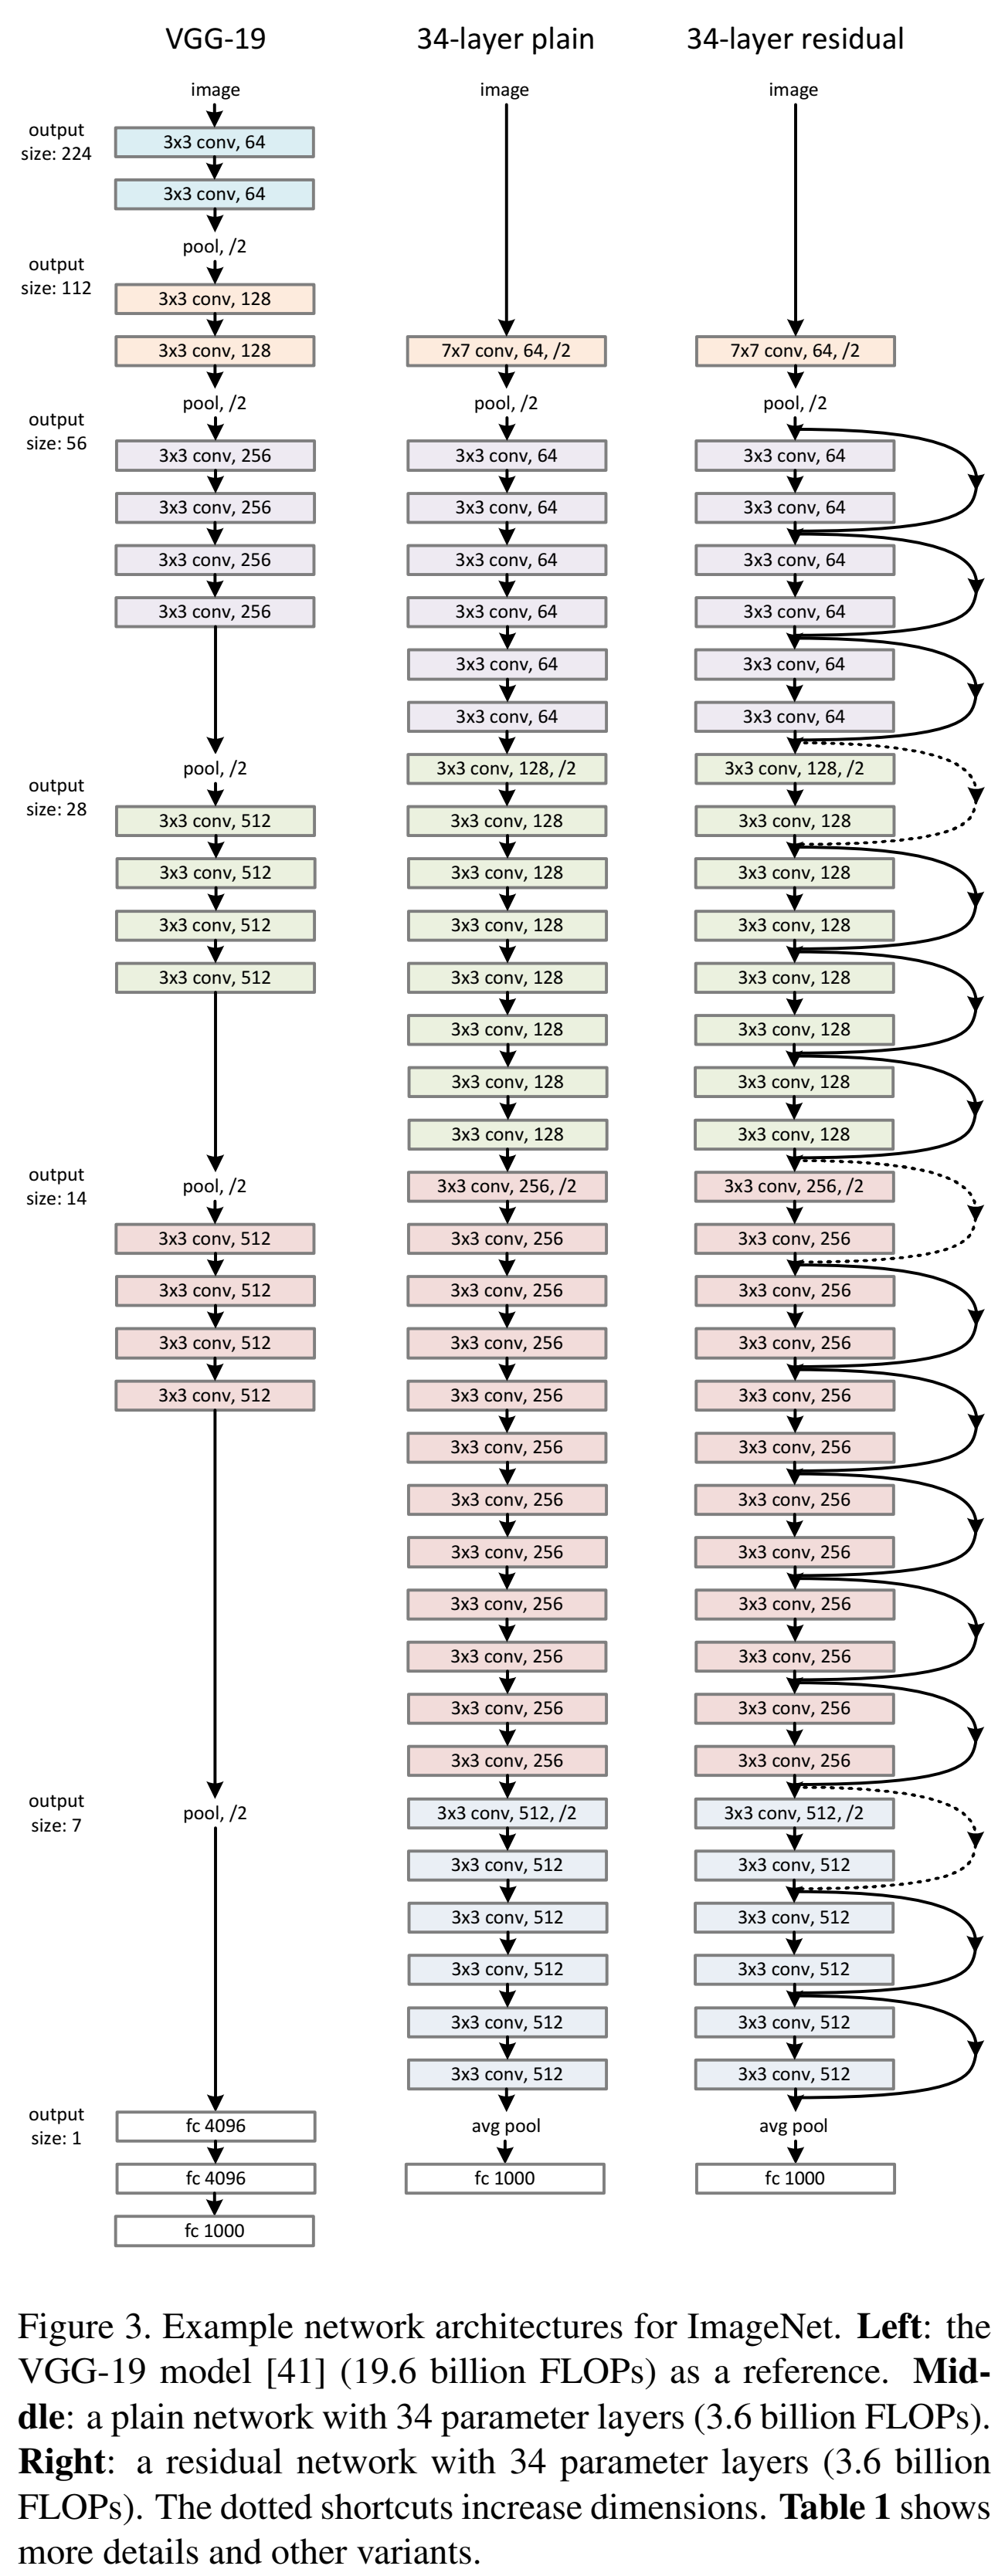 VGG-19
34-layer plain
34-layer residual
output
size: 224
output
size: 112
output
size: 56
output
size: 28
output
size: 14
output
size: 7
output
size: 1
image
3x3 conv, 64
3x3 conv, 64
pool, /2
3x3 conv, 128
3x3 conv, 128
pool, /2
3x3 conv, 256
3x3 conv, 256
3x3 conv, 256
3x3 conv, 256
pool, /2
3x3 conv, 512
3x3 conv, 512
3x3 conv, 512
3x3 conv, 512
pool, /2
3x3 conv, 512
3x3 conv, 512
3x3 conv, 512
3x3 conv, 512
pool, /2
fc 4096
fc 4096
fc 1000
image
7x7 conv, 64, /2
pool, /2
3x3 conv, 64
3x3 conv, 64
3x3 conv, 64
3x3 conv, 64
3x3 conv, 64
3x3 conv, 64
3x3 conv, 128, /2
3x3 conv, 128
3x3 conv, 128
3x3 conv, 128
3x3 conv, 128
3x3 conv, 128
3x3 conv, 128
3x3 conv, 128
3x3 conv, 256, /2
3x3 conv, 256
3x3 conv, 256
3x3 conv, 256
3x3 conv, 256
3x3 conv, 256
3x3 conv, 256
3x3 conv, 256
3x3 conv, 256
3x3 conv, 256
3x3 conv, 256
3x3 conv, 256
3x3 conv, 512, /2
3x3 conv, 512
3x3 conv, 512
3x3 conv, 512
3x3 conv, 512
3x3 conv, 512
avg pool
fc 1000
image
7x7 conv, 64, /2
pool, /2
3x3 conv, 64
3x3 conv, 64
3x3 conv, 64
3x3 conv, 64
3x3 conv, 64
3x3 conv, 64
3x3 conv, 128, /2
3x3 conv, 128
3x3 conv, 128
3x3 conv, 128
3x3 conv, 128
3x3 conv, 128
3x3 conv, 128
3x3 conv, 128
3x3 conv, 256, /2
3x3 conv, 256
3x3 conv, 256
3x3 conv, 256
3x3 conv, 256
3x3 conv, 256
3x3 conv, 256
3x3 conv, 256
3x3 conv, 256
3x3 conv, 256
3x3 conv, 256
3x3 conv, 256
3x3 conv, 512, /2
3x3 conv, 512
3x3 conv, 512
3x3 conv, 512
3x3 conv, 512
3x3 conv, 512
avg pool
fc 1000
Figure 3. Example network architectures for ImageNet. Left: the
VGG-19 model [41] (19.6 billion FLOPs) as a reference. Mid-
dle: a plain network with 34 parameter layers (3.6 billion FLOPs).
Right: a residual network with 34 parameter layers (3.6 billion
FLOPs). The dotted shortcuts increase dimensions. Table 1 shows
more details and other variants.